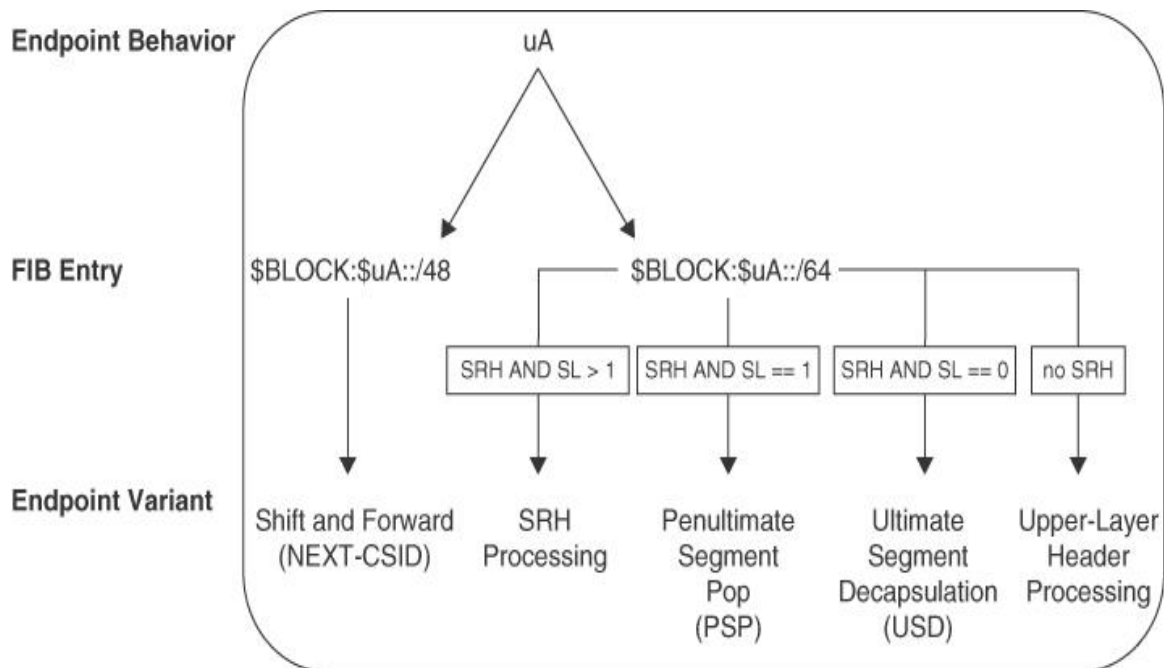 Endpoint Behavior
uA
FIB Entry
$BLOCK:$uA::/48
$BLOCK:$uA::/64
SRH AND SL > 1
SRH AND SL == 1
SRH AND SL == 0
no SRH
Endpoint Variant
Shift and Forward
(NEXT-CSID)
SRH
Processing
Penultimate
Segment
Pop
(PSP)
Ultimate
Segment
Decapsulation
(USD)
Upper-Layer
Header
Processing